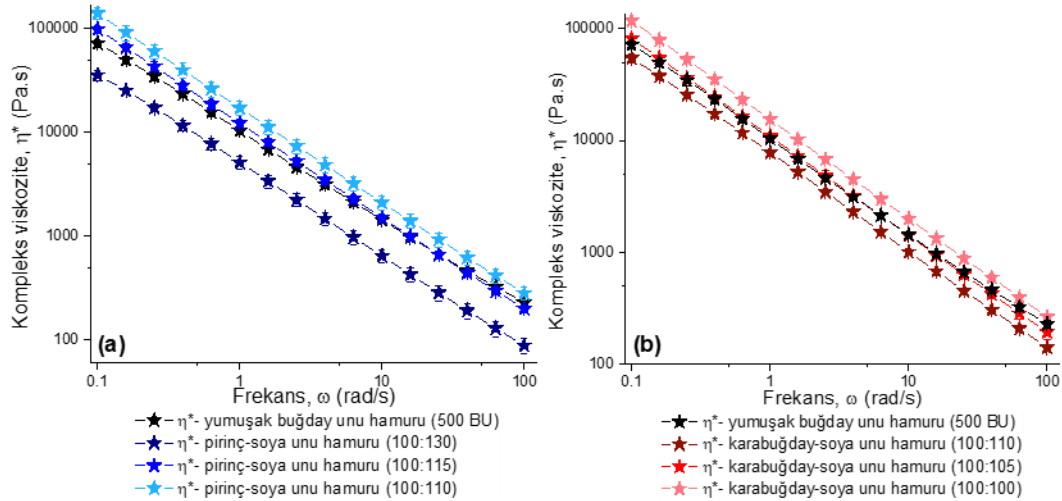 100000
10000
1000
100
Kompleks viskozite, η* (Pa.s)
(a)
0.1
1
10
100
Frekans, ω (rad/s)
η*- yumuşak buğday unu hamuru (500 BU)
η*- pirinç-soya unu hamuru (100:130)
η*- pirinç-soya unu hamuru (100:115)
η*- pirinç-soya unu hamuru (100:110)
100000
10000
1000
100
Kompleks viskozite, η* (Pa.s)
(b)
0.1
1
10
100
Frekans, ω (rad/s)
η*- yumuşak buğday unu hamuru (500 BU)
η*- karabuğday-soya unu hamuru (100:110)
η*- karabuğday-soya unu hamuru (100:105)
η*- karabuğday-soya unu hamuru (100:100)